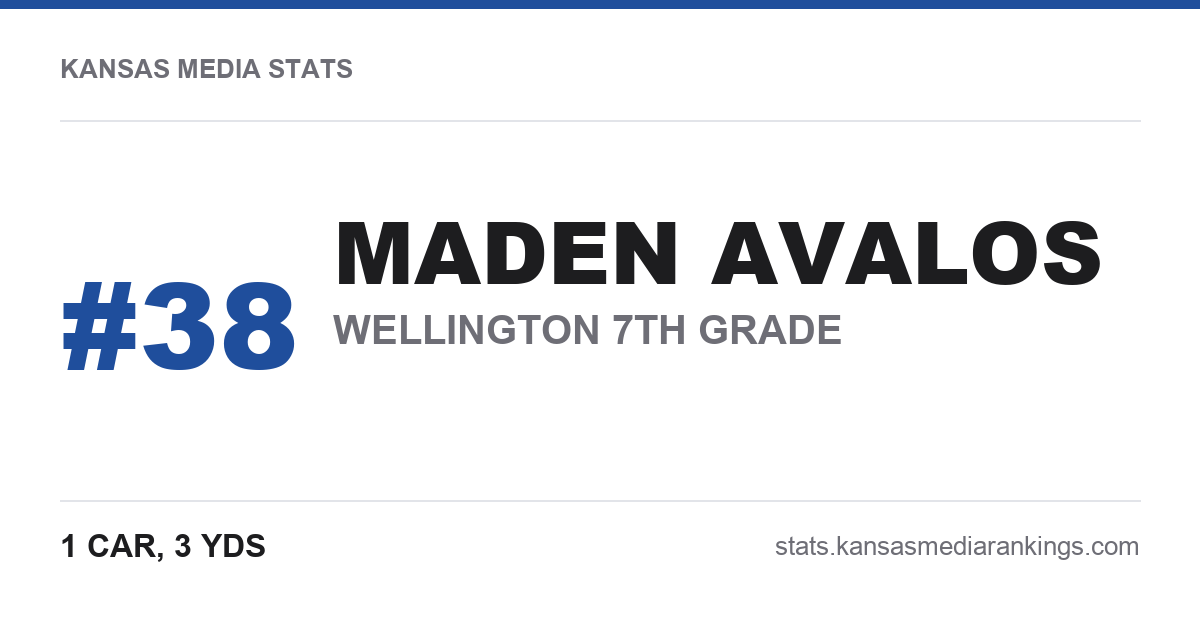 KANSAS MEDIA STATS
#38
MADEN AVALOS
WELLINGTON 7TH GRADE
1 CAR, 3 YDS
stats.kansasmediarankings.com